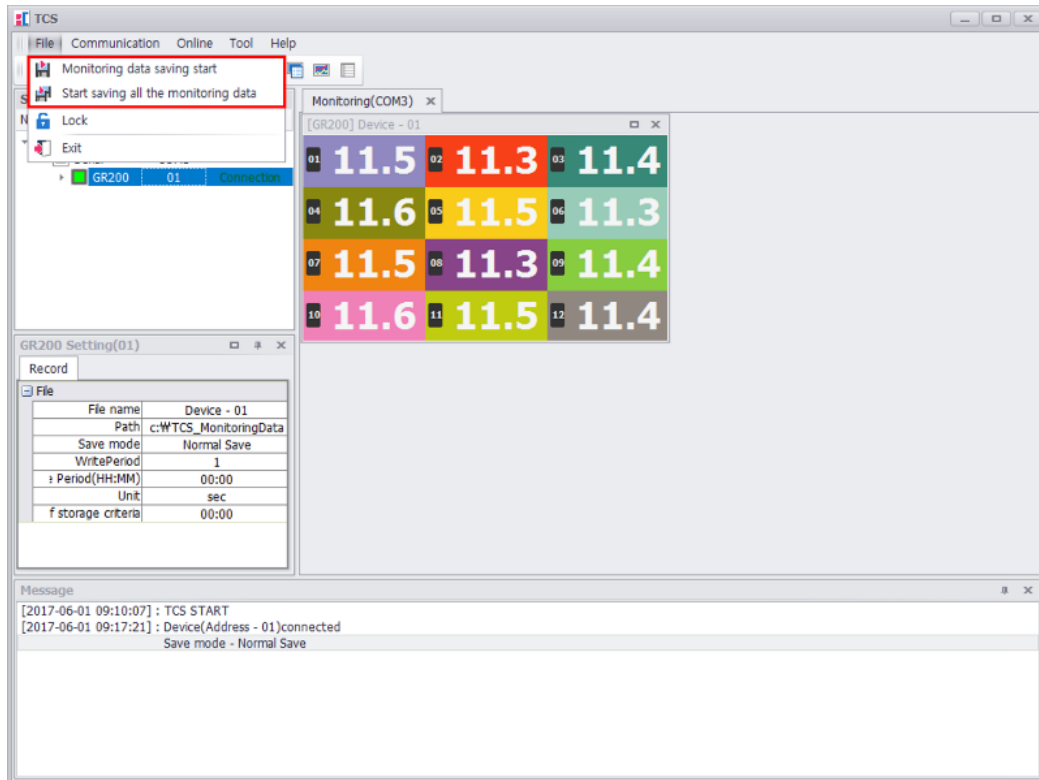 TCS
File Communication Online Tool Help
Monitoring data saving start
Start saving all the monitoring data
Lock
Exit
S
N
GR200 01 Connection
Monitoring(COM3)
[GR200] Device - 01
01 11.5 02 11.3 03 11.4
04 11.6 05 11.5 06 11.3
07 11.5 08 11.3 09 11.4
10 11.6 11 11.5 12 11.4
GR200 Setting(01)
Record
File
File name Device - 01
Path c:₩TCS_MonitoringData
Save mode Normal Save
WritePeriod 1
Period(HH:MM) 00:00
Unit sec
f storage criteria 00:00
Message
[2017-06-01 09:10:07] : TCS START
[2017-06-01 09:17:21] : Device(Address - 01)connected
Save mode - Normal Save